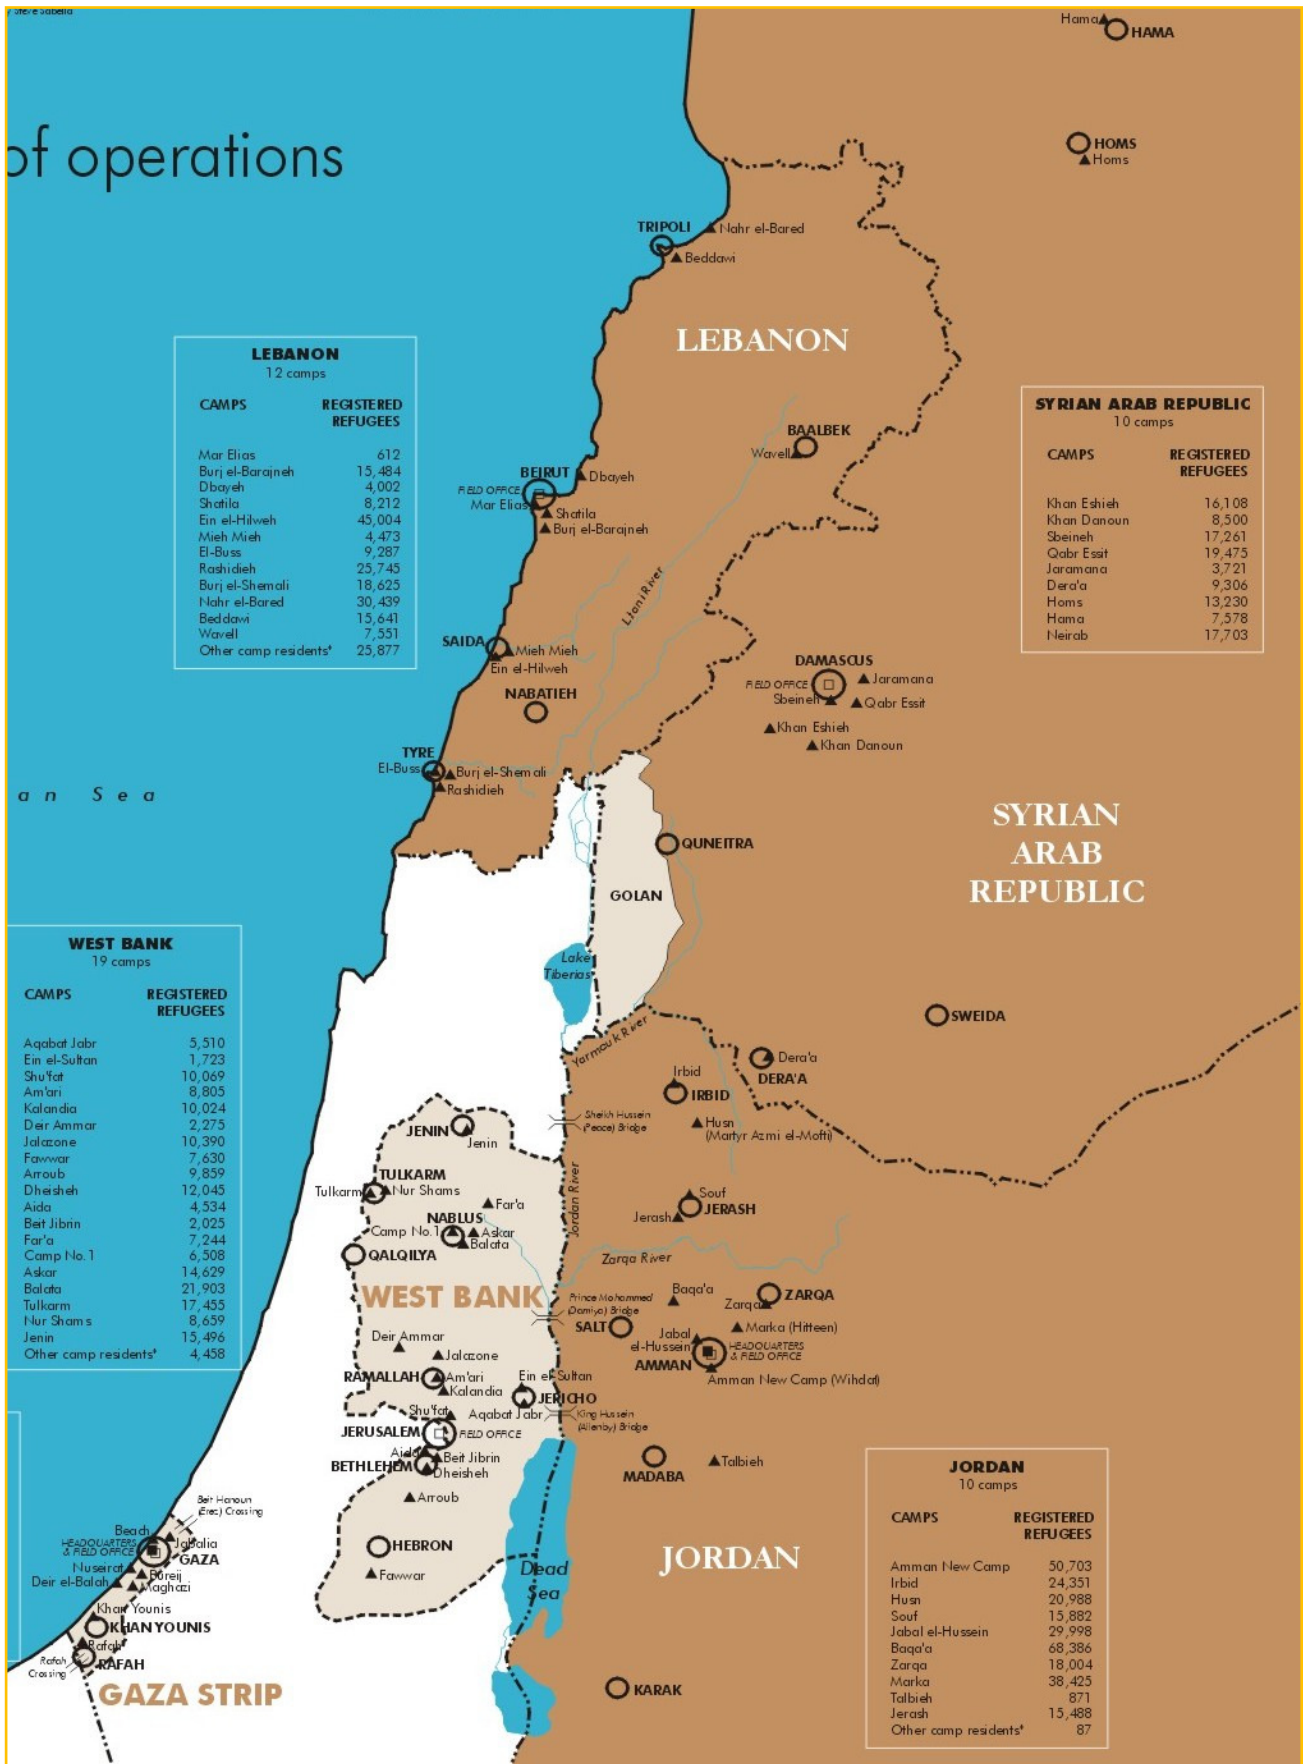 y Steve Sabella
of operations
an Sea
LEBANON
12 camps
CAMPS REGISTERED
REFUGEES
Mar Elias 612
Burj el-Barajneh 15,484
Dbayeh 4,002
Shatila 8,212
Ein el-Hilweh 45,004
Mieh Mieh 4,473
El-Buss 9,287
Rashidieh 25,745
Burj el-Shemali 18,625
Nahr el-Bared 30,439
Beddawi 15,641
Wavell 7,551
Other camp residents* 25,877
WEST BANK
19 camps
CAMPS REGISTERED
REFUGEES
Aqabat Jabr 5,510
Ein el-Sultan 1,723
Shu'fat 10,069
Am'ari 8,805
Kalandia 10,024
Deir Ammar 2,275
Jalazone 10,390
Fawwar 7,630
Arroub 9,859
Dheisheh 12,045
Aida 4,534
Beit Jibrin 2,025
Far'a 7,244
Camp No.1 6,508
Askar 14,629
Balata 21,903
Tulkarm 17,455
Nur Shams 8,659
Jenin 15,496
Other camp residents* 4,458
SYRIAN ARAB REPUBLIC
10 camps
CAMPS REGISTERED
REFUGEES
Khan Eshieh 16,108
Khan Danoun 8,500
Sbeineh 17,261
Qabr Essit 19,475
Jaramana 3,721
Dera'a 9,306
Homs 13,230
Hama 7,578
Neirab 17,703
JORDAN
10 camps
CAMPS REGISTERED
REFUGEES
Amman New Camp 50,703
Irbid 24,351
Husn 20,988
Souf 15,882
Jabal el-Hussein 29,998
Baqa'a 68,386
Zarqa 18,004
Marka 38,425
Talbieh 871
Jerash 15,488
Other camp residents* 87
Hama
HAMA
HOMS
Homs
TRIPOLI
Nahr el-Bared
Beddawi
LEBANON
BAALBEK
Wavell
BEIRUT
Dbayeh
FIELD OFFICE
Mar Elias
Shatila
Burj el-Barajneh
Litani River
SAIDA
Mieh Mieh
Ein el-Hilweh
NABATIEH
DAMASCUS
FIELD OFFICE
Jaramana
Sbeineh
Qabr Essit
Khan Eshieh
Khan Danoun
TYRE
El-Buss
Burj el-Shemali
Rashidieh
SYRIAN
ARAB
REPUBLIC
QUNEITRA
GOLAN
Lake
Tiberias
SWEIDA
Yarmouk River
Dera'a
DERA'A
Irbid
IRBID
Sheikh Hussein
(Peace) Bridge
Husn
(Martyr Azmi el-Mofti)
JENIN
Jenin
TULKARM
Tulkarm
Nur Shams
Far'a
Jordan River
Souf
JERASH
Jerash
NABLUS
Camp No.1
Askar
Balata
QALQILYA
Zarqa River
WEST BANK
Prince Mohammed
(Damiya) Bridge
Baqa'a
ZARQA
Zarqa
SALT
Marka (Hitteen)
Jabal
el-Hussein
AMMAN
HEADQUARTERS
& FIELD OFFICE
Amman New Camp (Wihdat)
Deir Ammar
Jalazone
RAMALLAH
Am'ari
Kalandia
Ein el-Sultan
JERICHO
Shu'fat
Aqabat Jabr
King Hussein
(Allenby) Bridge
JERUSALEM
FIELD OFFICE
Aida
Beit Jibrin
BETHLEHEM
Dheisheh
MADABA
Talbieh
Arroub
HEBRON
Fawwar
Dead
Sea
JORDAN
Beit Hanoun
(Erez) Crossing
Beach
HEADQUARTERS
& FIELD OFFICE
Jabalia
GAZA
Nuseirat
Bureij
Deir el-Balah
Maghazi
Khan Younis
KHAN YOUNIS
Rafah
Rafah
Crossing
RAFAH
GAZA STRIP
KARAK